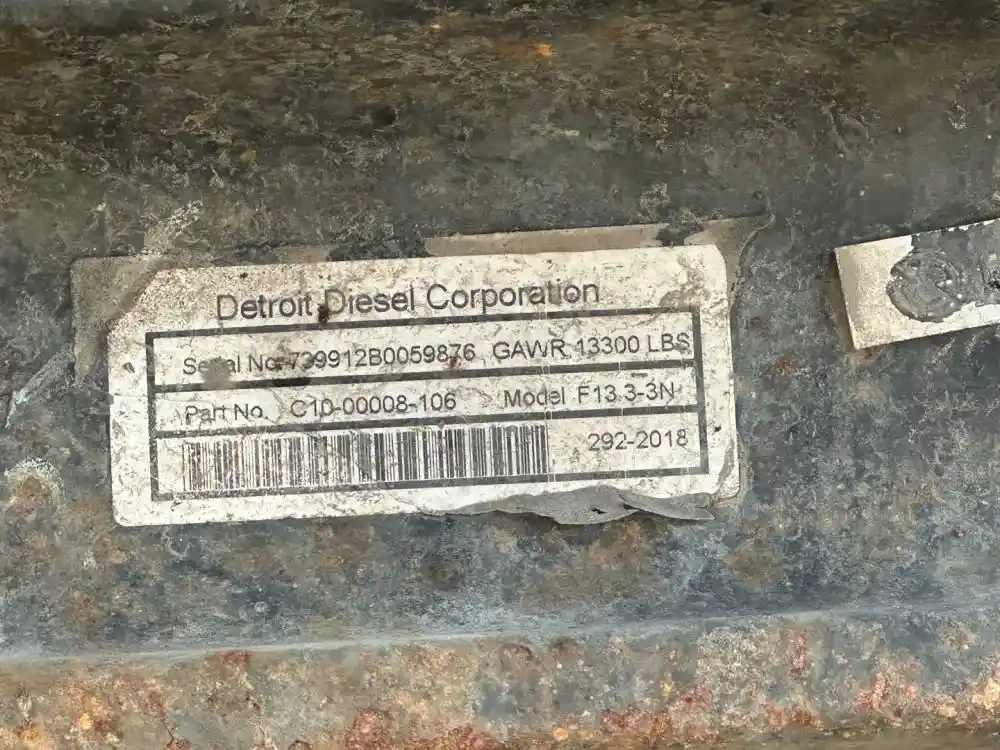 Detroit Diesel Corporation
Serial No. 739912B0059876 GAWR 13300 LBS
Part No. C10-00008-106 Model F13.3-3N
292-2018